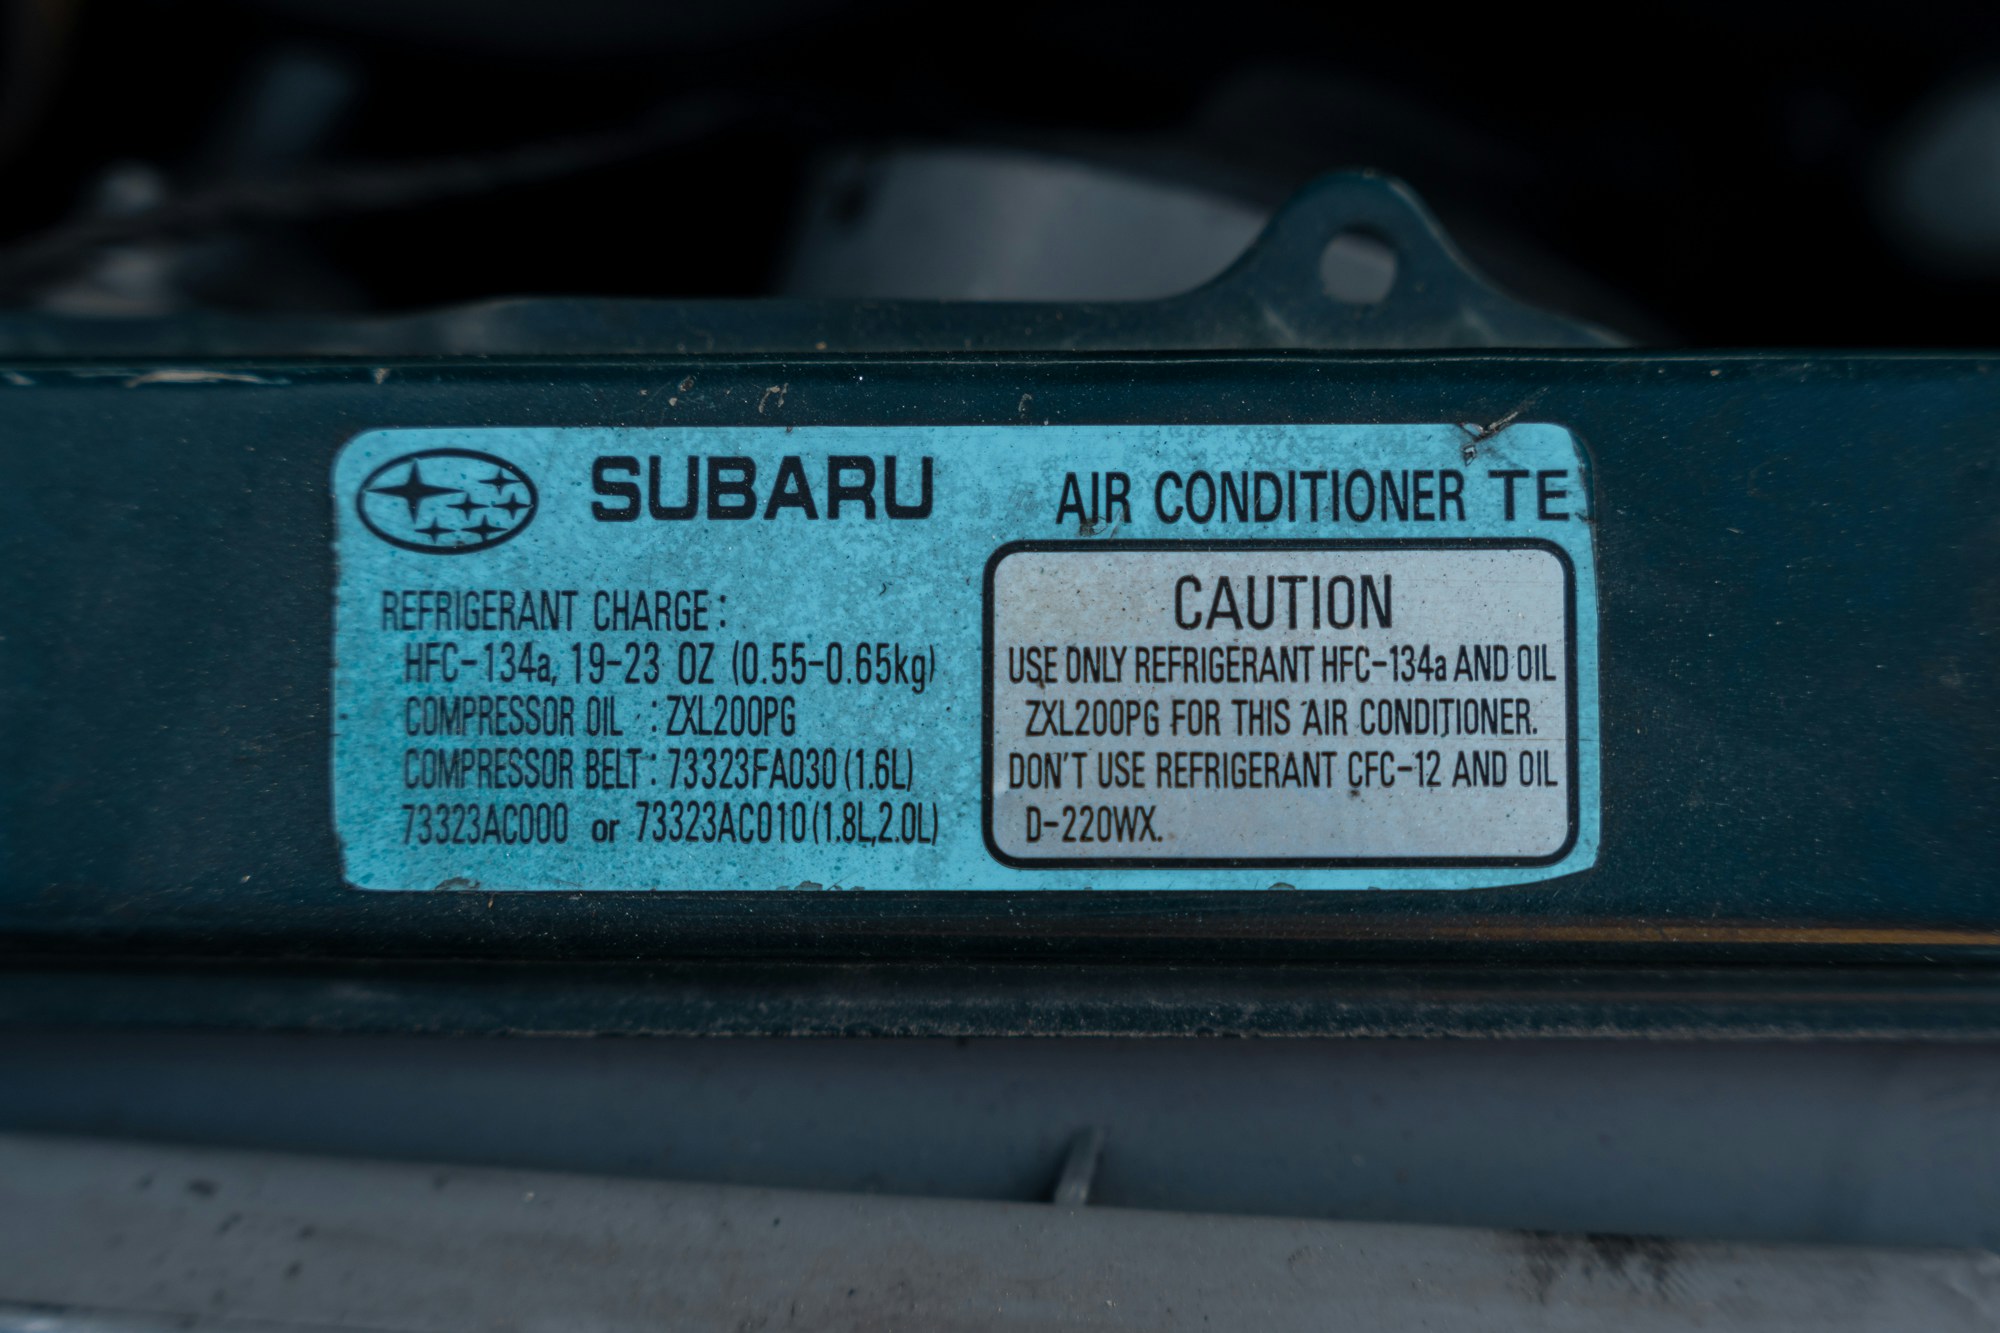 SUBARU AIR CONDITIONER TE
REFRIGERANT CHARGE:
HFC-134a, 19-23 OZ (0.55-0.65kg)
COMPRESSOR OIL : ZXL200PG
COMPRESSOR BELT : 73323FA030 (1.6L)
73323AC000 or 73323AC010 (1.8L,2.0L)
CAUTION
USE ONLY REFRIGERANT HFC-134a AND OIL
ZXL200PG FOR THIS AIR CONDITIONER.
DON'T USE REFRIGERANT CFC-12 AND OIL
D-220WX.